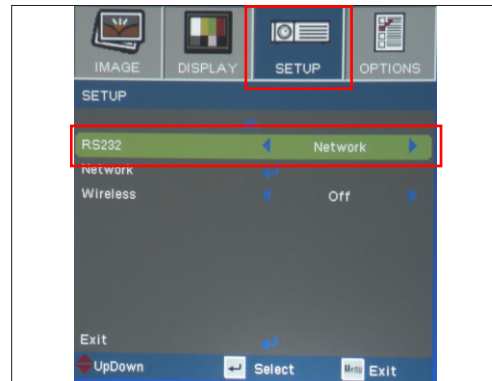 IMAGE DISPLAY SETUP OPTIONS
SETUP
RS232 Network
Network
Wireless Off
Exit
UpDown Select Menu Exit